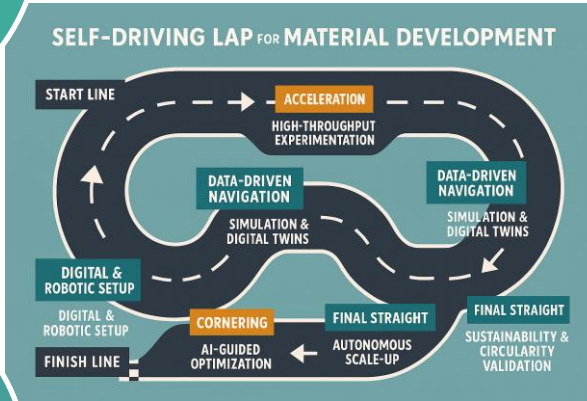 SELF-DRIVING LAP FOR MATERIAL DEVELOPMENT
START LINE
ACCELERATION
HIGH-THROUGHPUT
EXPERIMENTATION
DATA-DRIVEN
NAVIGATION
SIMULATION &
DIGITAL TWINS
DATA-DRIVEN
NAVIGATION
SIMULATION &
DIGITAL TWINS
DIGITAL &
ROBOTIC SETUP
DIGITAL &
ROBOTIC SETUP
CORNERING
AI-GUIDED
OPTIMIZATION
FINAL STRAIGHT
AUTONOMOUS
SCALE-UP
FINAL STRAIGHT
SUSTAINABILITY &
CIRCULARITY
VALIDATION
FINISH LINE